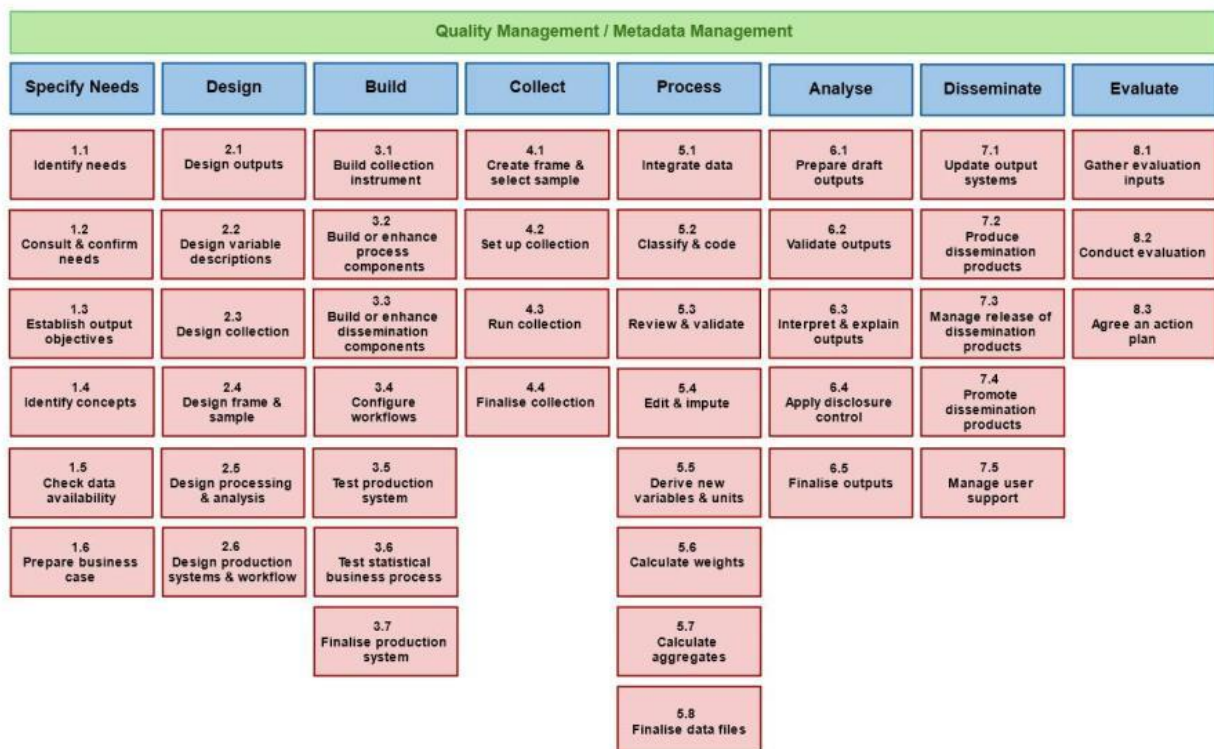 Quality Management / Metadata Management
Specify Needs
Design
Build
Collect
Process
Analyse
Disseminate
Evaluate
1.1
Identify needs
2.1
Design outputs
3.1
Build collection
instrument
4.1
Create frame &
select sample
5.1
Integrate data
6.1
Prepare draft
outputs
7.1
Update output
systems
8.1
Gather evaluation
inputs
1.2
Consult & confirm
needs
2.2
Design variable
descriptions
3.2
Build or enhance
process
components
4.2
Set up collection
5.2
Classify & code
6.2
Validate outputs
7.2
Produce
dissemination
products
8.2
Conduct evaluation
1.3
Establish output
objectives
2.3
Design collection
3.3
Build or enhance
dissemination
components
4.3
Run collection
5.3
Review & validate
6.3
Interpret & explain
outputs
7.3
Manage release of
dissemination
products
8.3
Agree an action
plan
1.4
Identify concepts
2.4
Design frame &
sample
3.4
Configure
workflows
4.4
Finalise collection
5.4
Edit & impute
6.4
Apply disclosure
control
7.4
Promote
dissemination
products
1.5
Check data
availability
2.5
Design processing
& analysis
3.5
Test production
system
5.5
Derive new
variables & units
6.5
Finalise outputs
7.5
Manage user
support
1.6
Prepare business
case
2.6
Design production
systems & workflow
3.6
Test statistical
business process
5.6
Calculate weights
3.7
Finalise production
system
5.7
Calculate
aggregates
5.8
Finalise data files